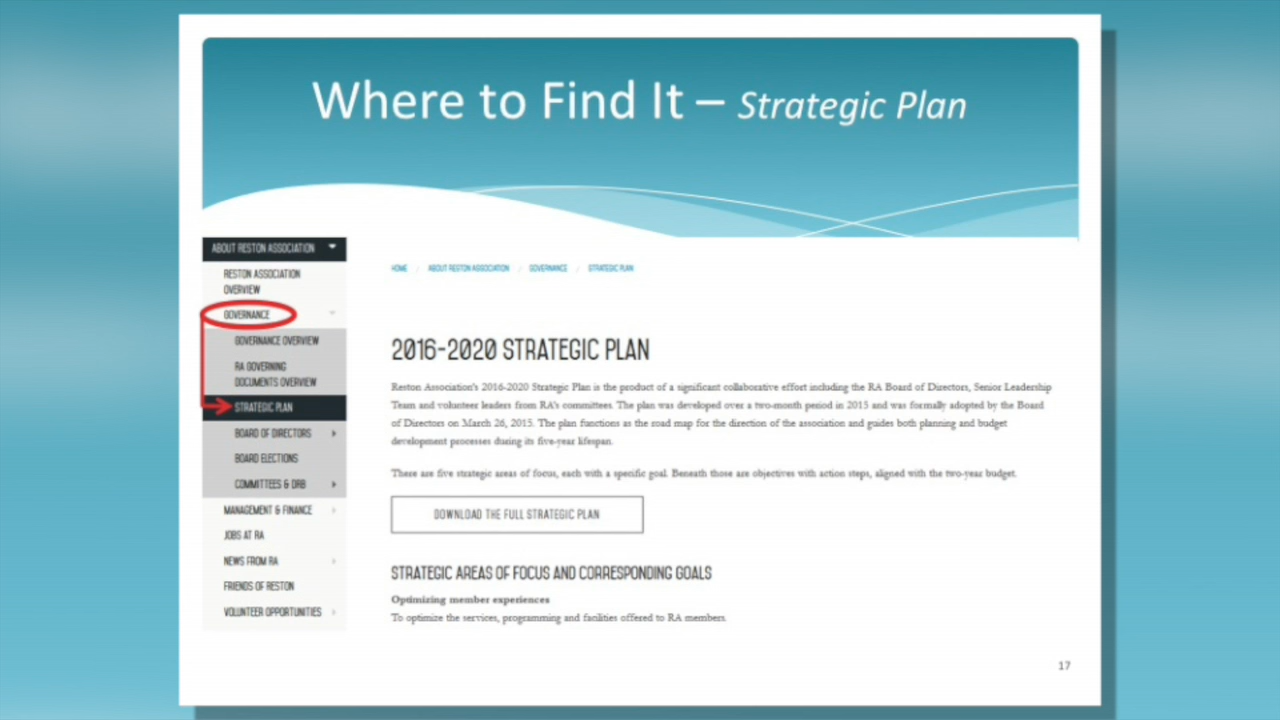 Where to Find It – Strategic Plan
ABOUT RESTON ASSOCIATION
RESTON ASSOCIATION
OVERVIEW
GOVERNANCE
GOVERNANCE OVERVIEW
RA GOVERNING
DOCUMENTS OVERVIEW
STRATEGIC PLAN
BOARD OF DIRECTORS
BOARD ELECTIONS
COMMITTEES & DRB
MANAGEMENT & FINANCE
JOBS AT RA
NEWS FROM RA
FRIENDS OF RESTON
VOLUNTEER OPPORTUNITIES
HOME / ABOUT RESTON ASSOCIATION / GOVERNANCE / STRATEGIC PLAN
2016-2020 STRATEGIC PLAN
Reston Association's 2016-2020 Strategic Plan is the product of a significant collaborative effort including the RA Board of Directors, Senior Leadership
Team and volunteer leaders from RA's committees. The plan was developed over a two-month period in 2015 and was formally adopted by the Board
of Directors on March 26, 2015. The plan functions as the road map for the direction of the association and guides both planning and budget
development processes during its five-year lifespan.
There are five strategic areas of focus, each with a specific goal. Beneath those are objectives with action steps, aligned with the two-year budget.
DOWNLOAD THE FULL STRATEGIC PLAN
STRATEGIC AREAS OF FOCUS AND CORRESPONDING GOALS
Optimizing member experiences
To optimize the services, programming and facilities offered to RA members.
17